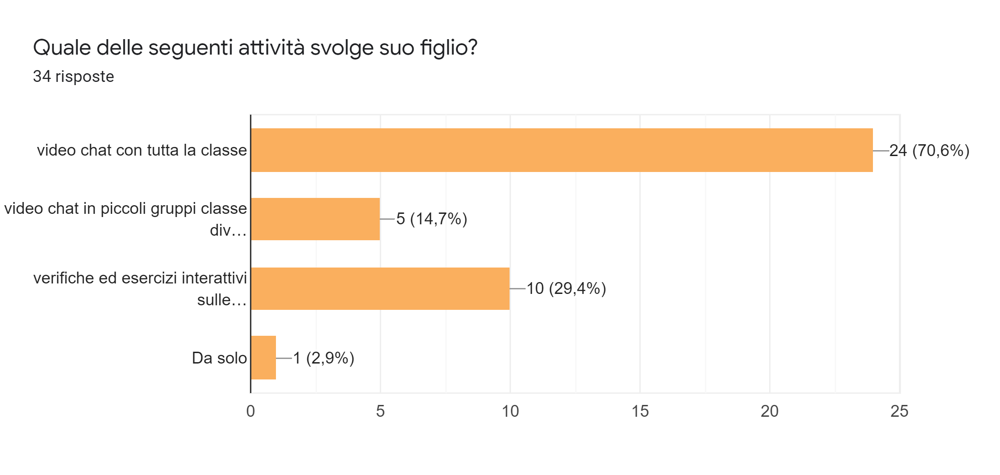 Quale delle seguenti attività svolge suo figlio?
34 risposte
video chat con tutta la classe
24 (70,6%)
video chat in piccoli gruppi classe
div…
5 (14,7%)
verifiche ed esercizi interattivi
sulle…
10 (29,4%)
Da solo
1 (2,9%)
0 5 10 15 20 25